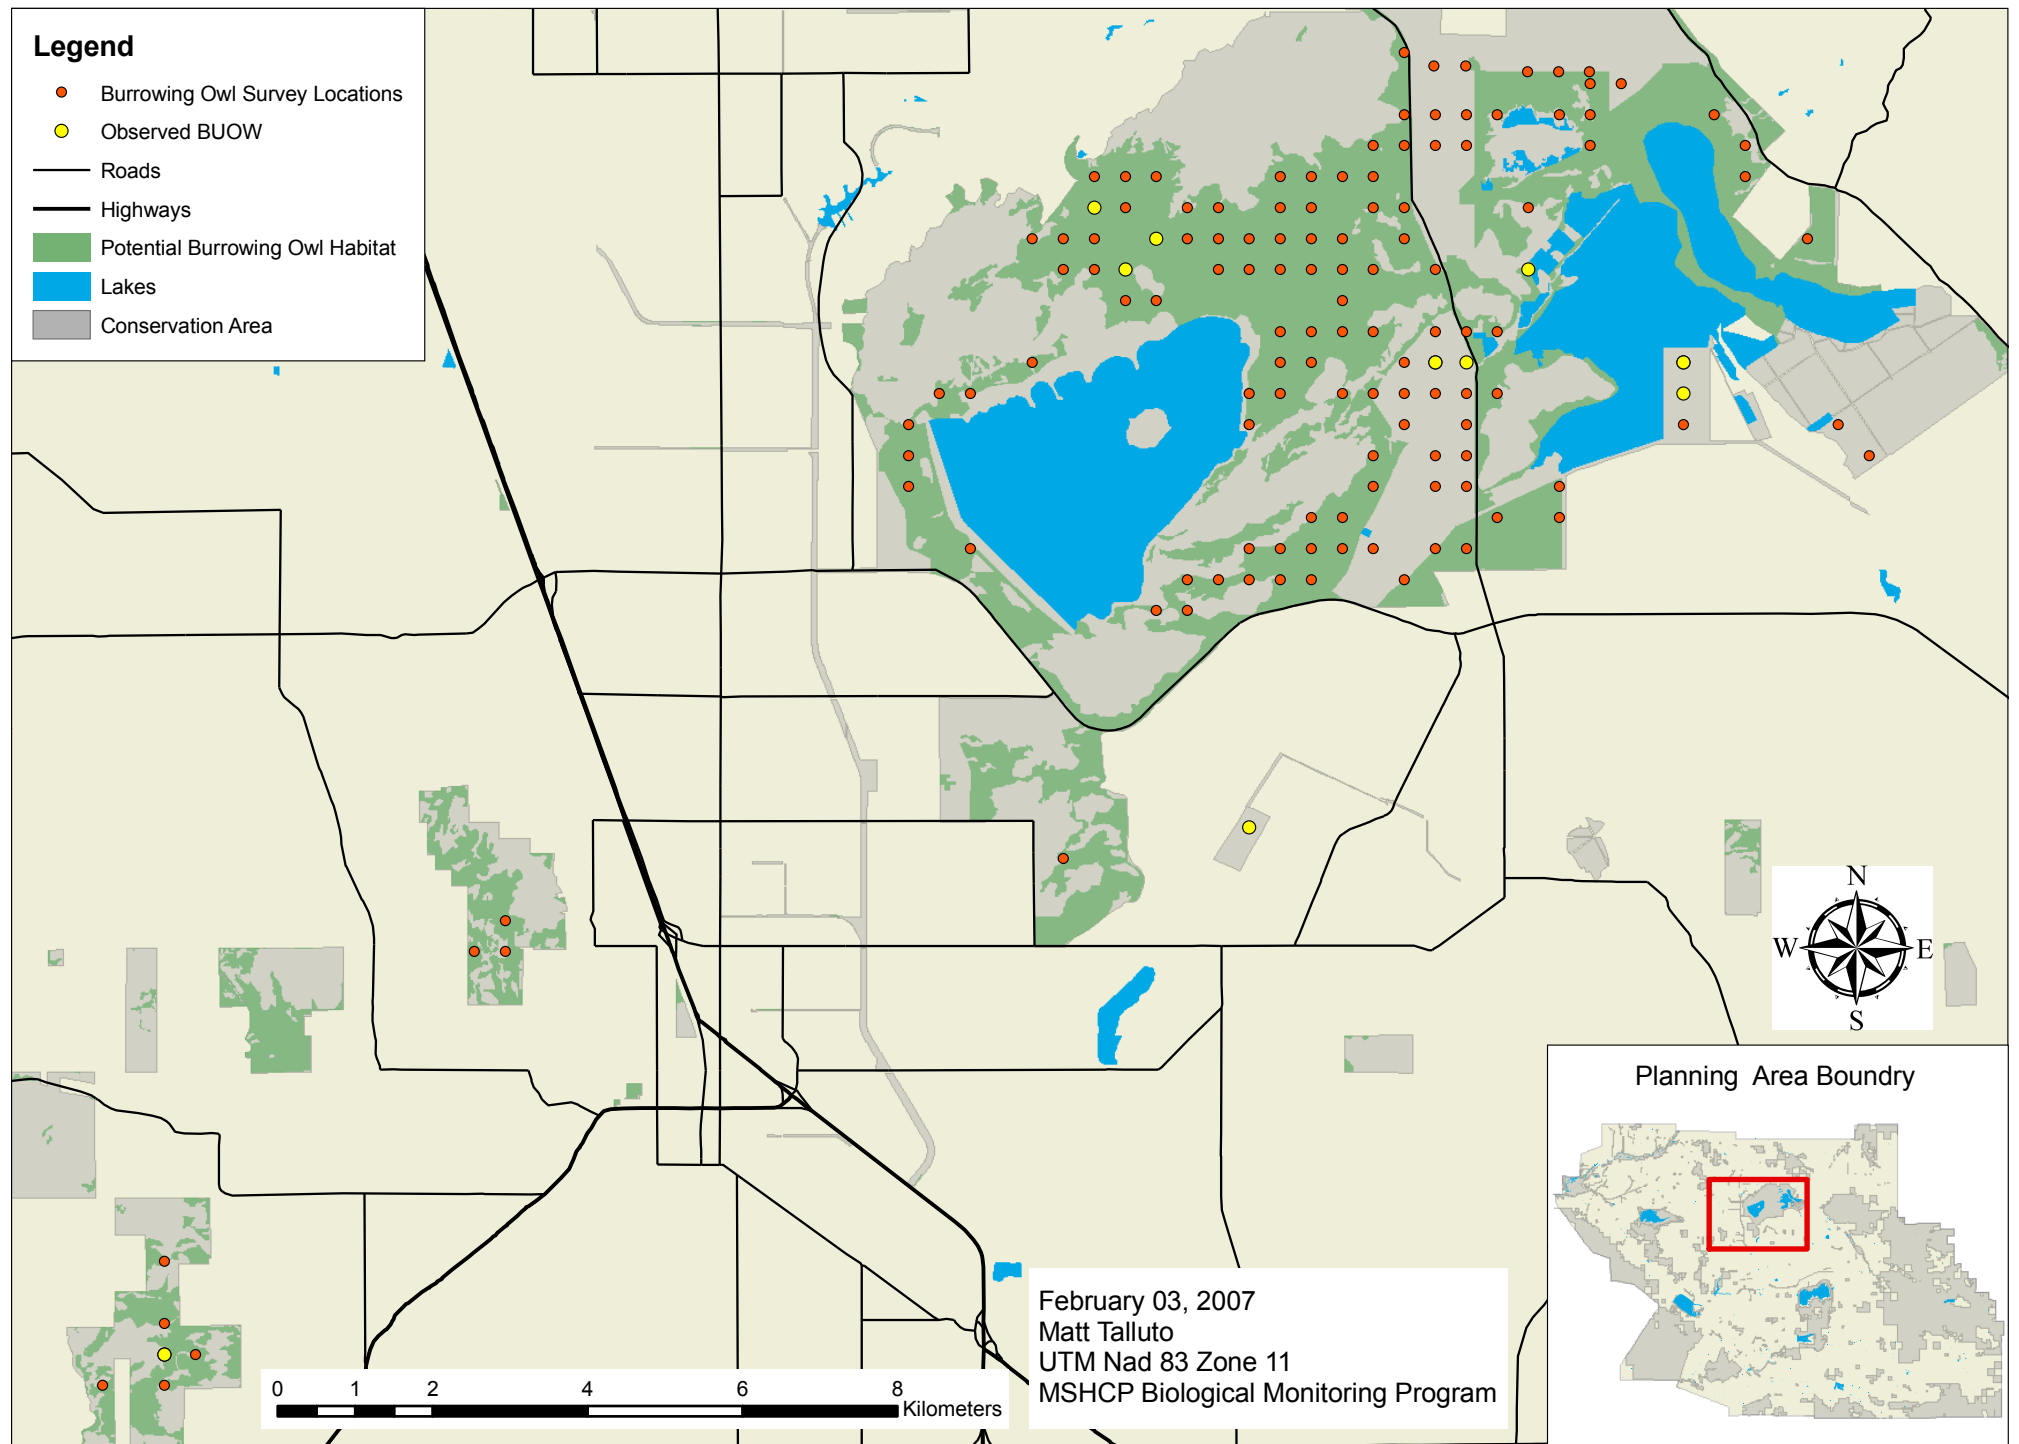 Legend
Burrowing Owl Survey Locations
Observed BUOW
Roads
Highways
Potential Burrowing Owl Habitat
Lakes
Conservation Area
N
W E
S
Planning Area Boundry
February 03, 2007
Matt Talluto
UTM Nad 83 Zone 11
MSHCP Biological Monitoring Program
0 1 2 4 6 8
Kilometers